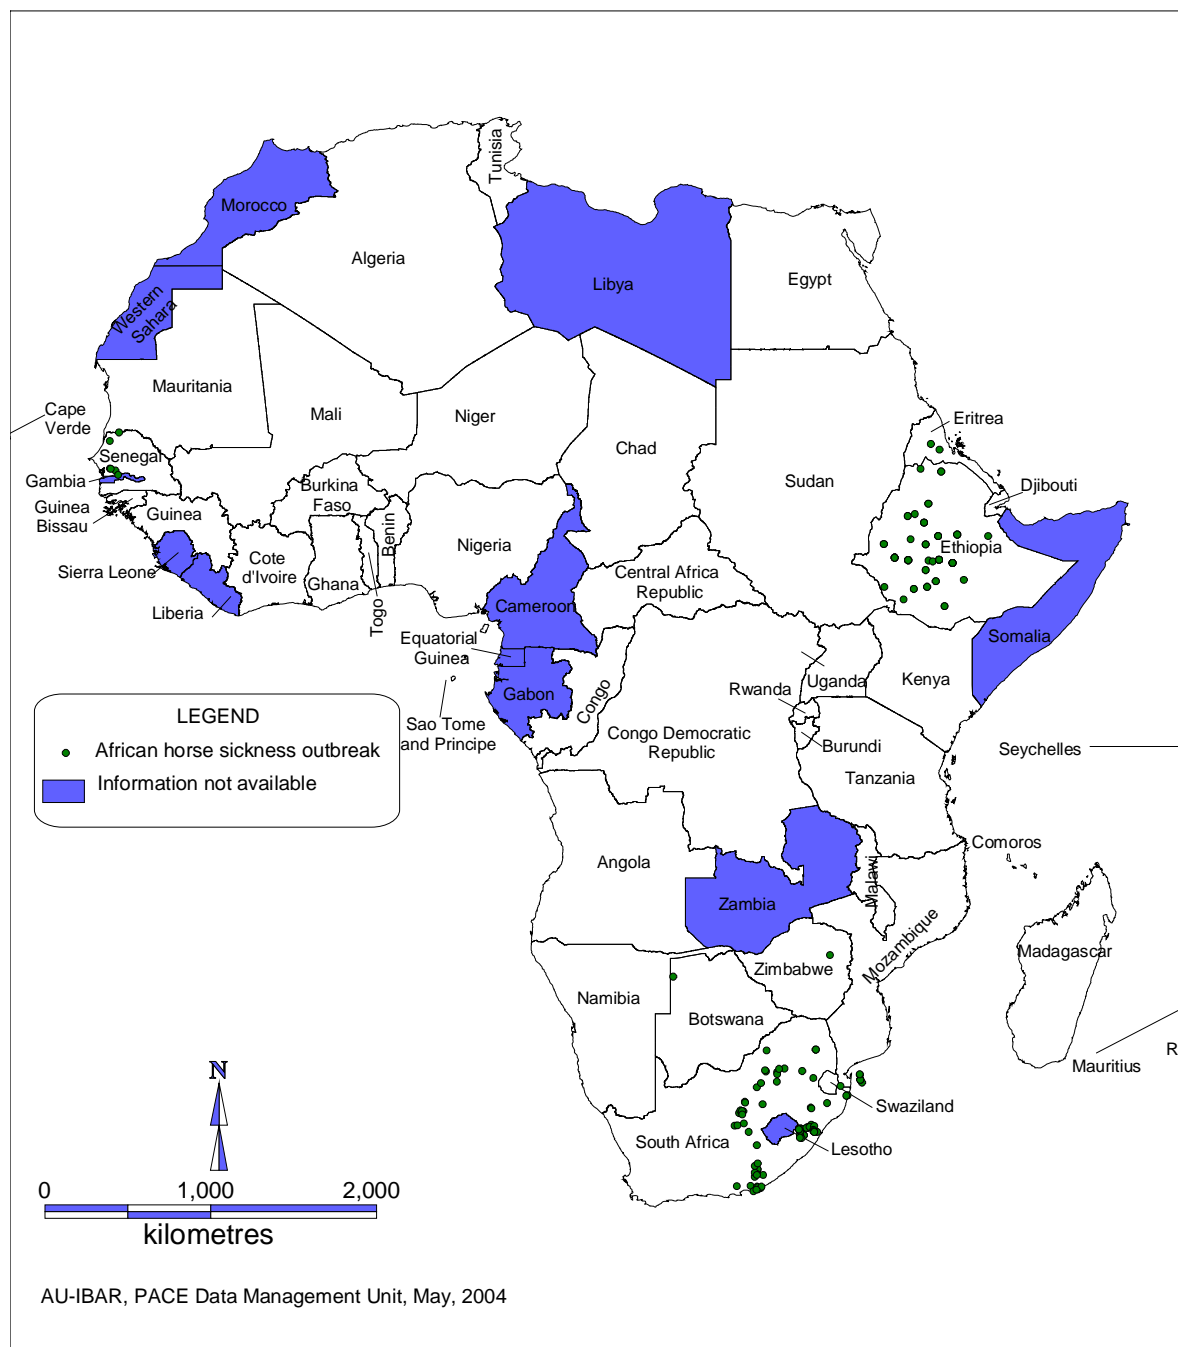 Tunisia
Morocco
Algeria
Libya
Egypt
Western
Sahara
Mauritania
Mali
Niger
Chad
Sudan
Eritrea
Cape
Verde
Senegal
Gambia
Guinea
Bissau
Guinea
Burkina
Faso
Benin
Nigeria
Djibouti
Ethiopia
Sierra Leone
Cote
d'Ivoire
Ghana
Togo
Liberia
Central Africa
Republic
Cameroon
Equatorial
Guinea
Somalia
Gabon
Congo
Uganda
Kenya
Rwanda
Sao Tome
and Principe
Congo Democratic
Republic
Burundi
Tanzania
Seychelles
LEGEND
African horse sickness outbreak
Information not available
Comoros
Angola
Malawi
Zambia
Mozambique
Madagascar
Zimbabwe
Namibia
Botswana
Mauritius
R
Swaziland
South Africa
Lesotho
N
0 1,000 2,000
kilometres
AU-IBAR, PACE Data Management Unit, May, 2004